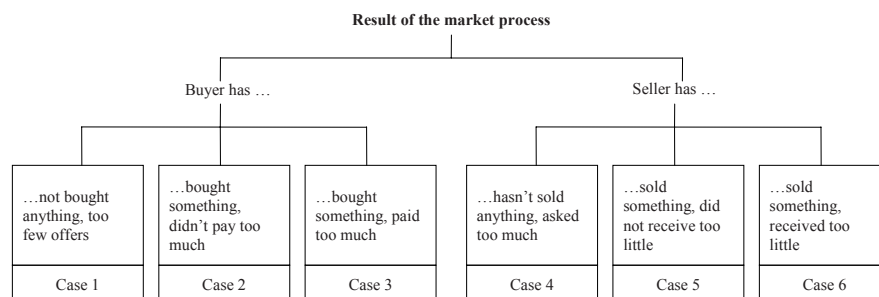 Result of the market process
Buyer has …
Seller has …
…not bought
anything, too
few offers
…bought
something,
didn't pay too
much
…bought
something, paid
too much
…hasn't sold
anything, asked
too much
…sold
something, did
not receive too
little
…sold
something,
received too
little
Case 1
Case 2
Case 3
Case 4
Case 5
Case 6